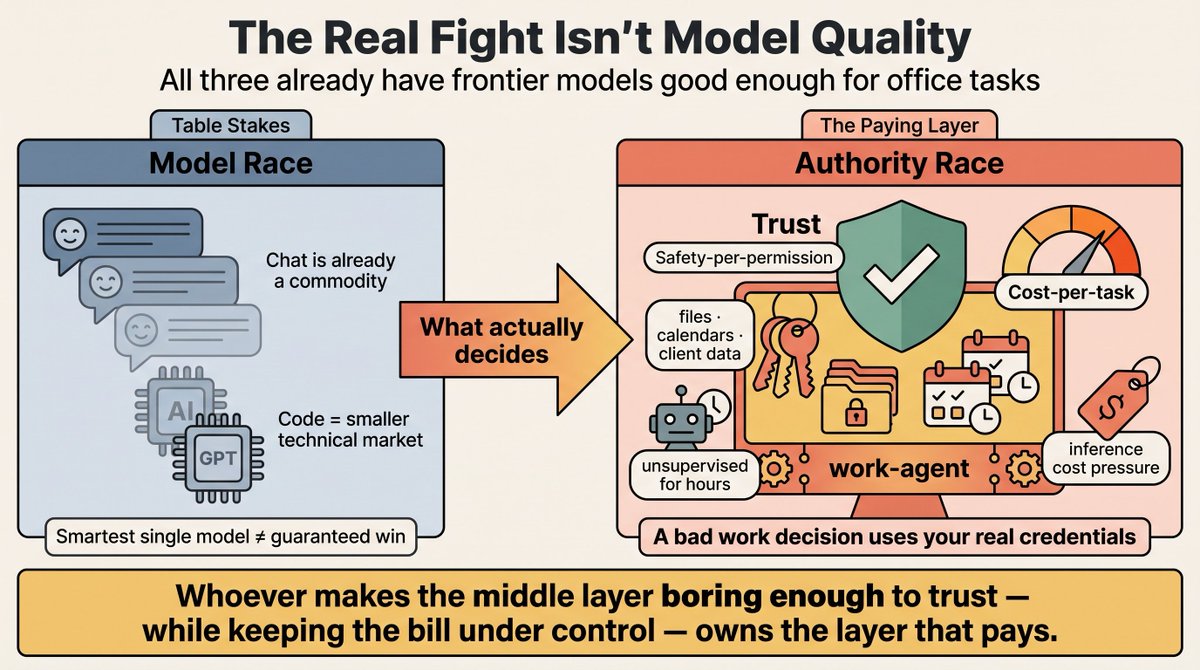 The Real Fight Isn’t Model Quality
All three already have frontier models good enough for office tasks
Table Stakes
Model Race
Chat is already
a commodity
AI
GPT
Code = smaller
technical market
Smartest single model ≠ guaranteed win
What actually
decides
The Paying Layer
Authority Race
Trust
Safety-per-permission
Cost-per-task
files ·
calendars ·
client data
$
unsupervised
for hours
work-agent
inference
cost pressure
A bad work decision uses your real credentials
Whoever makes the middle layer boring enough to trust —
while keeping the bill under control — owns the layer that pays.